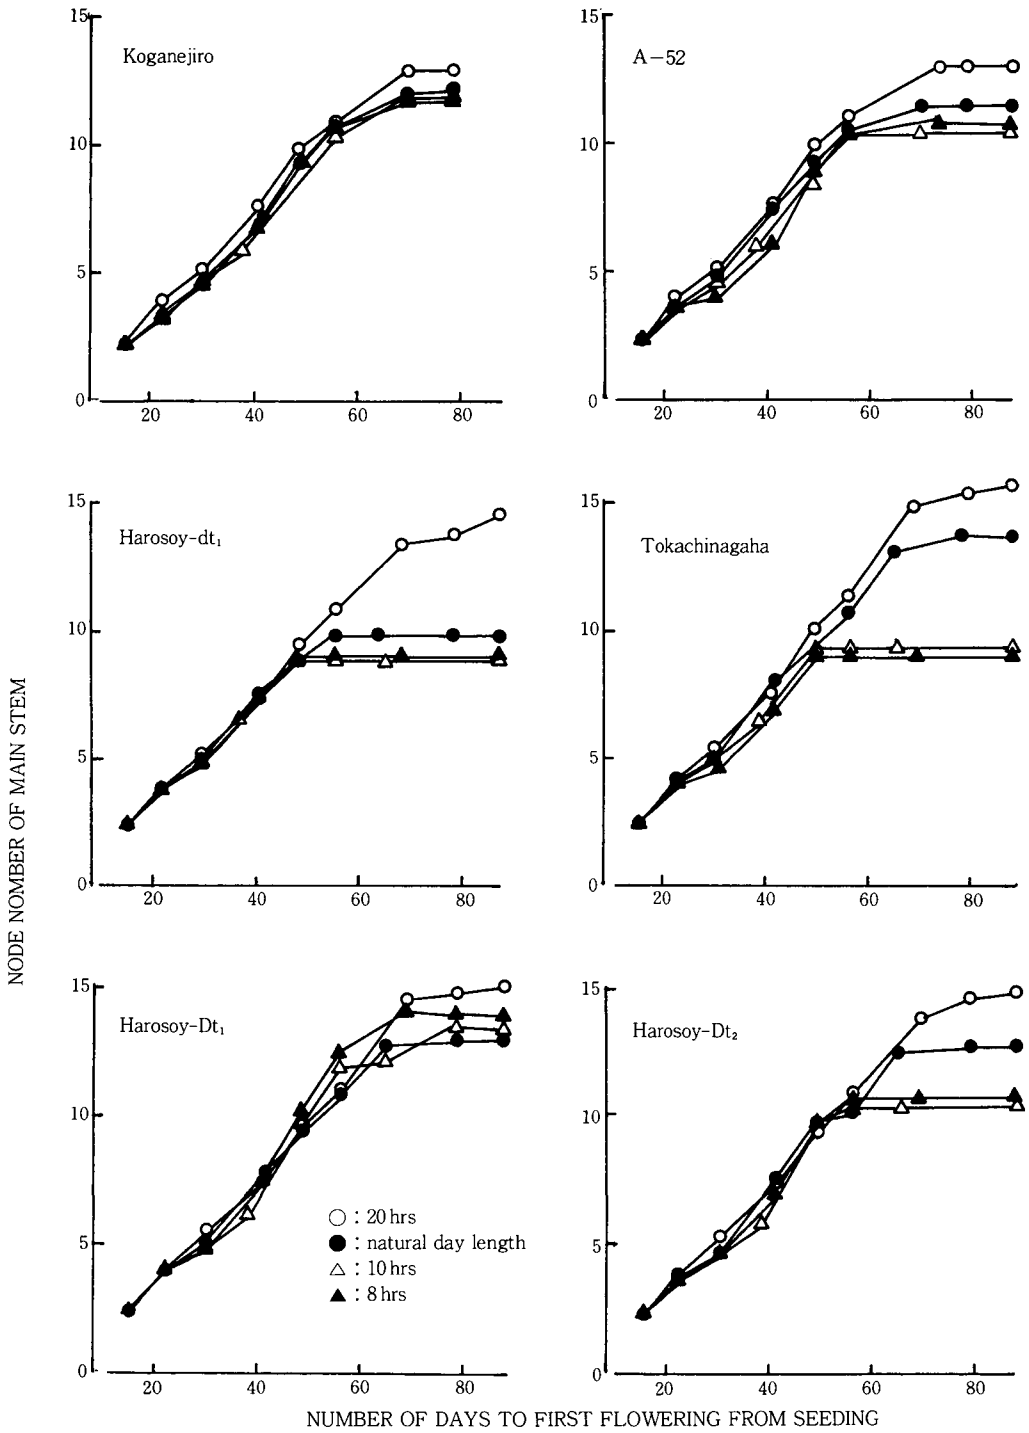 15
10
5
0
Koganejiro
20 40 60 80
15
10
5
0
A-52
20 40 60 80
15
10
5
0
Harosoy-dt₁
20 40 60 80
15
10
5
0
Tokachinagaha
20 40 60 80
15
10
5
0
Harosoy-Dt₁
○ : 20 hrs
● : natural day length
△ : 10 hrs
▲ : 8 hrs
20 40 60 80
15
10
5
0
Harosoy-Dt₂
20 40 60 80
NODE NOMBER OF MAIN STEM
NUMBER OF DAYS TO FIRST FLOWERING FROM SEEDING